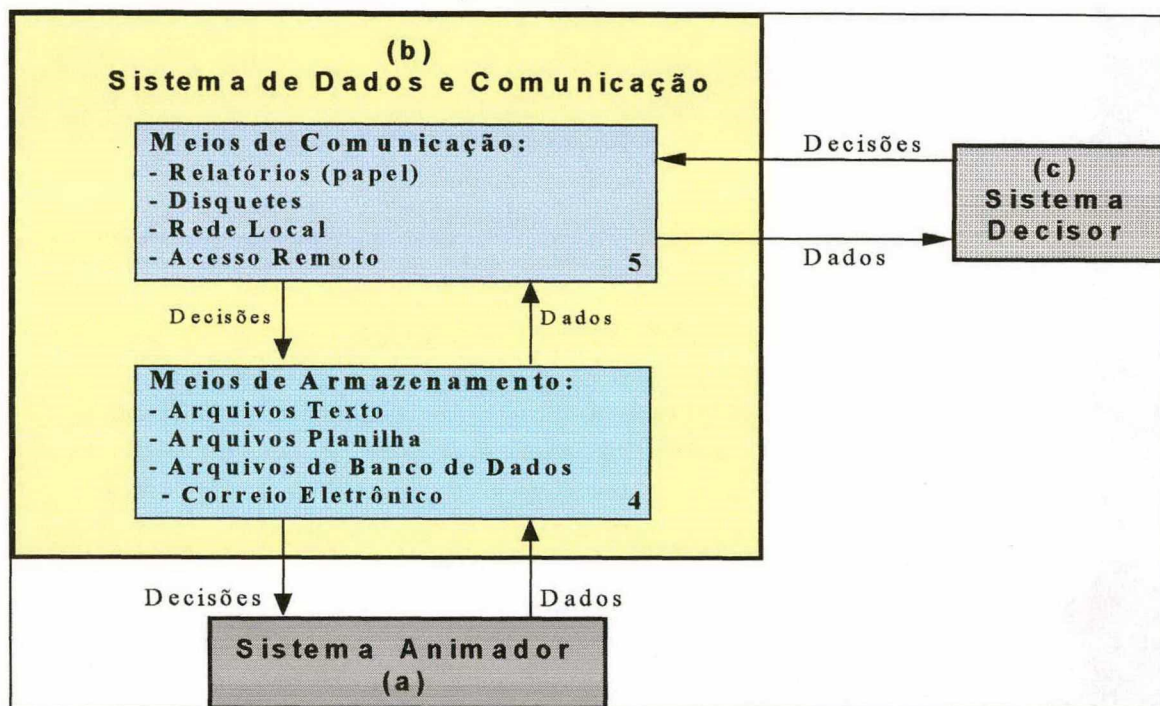 (b)
Sistema de Dados e Comunicação
Meios de Comunicação:
- Relatórios (papel)
- Disquetes
- Rede Local
- Acesso Remoto 5
Decisões
(c)
Sistema
Decisor
Dados
Decisões Dados
Meios de Armazenamento:
- Arquivos Texto
- Arquivos Planilha
- Arquivos de Banco de Dados
- Correio Eletrônico 4
Decisões Dados
Sistema Animador
(a)